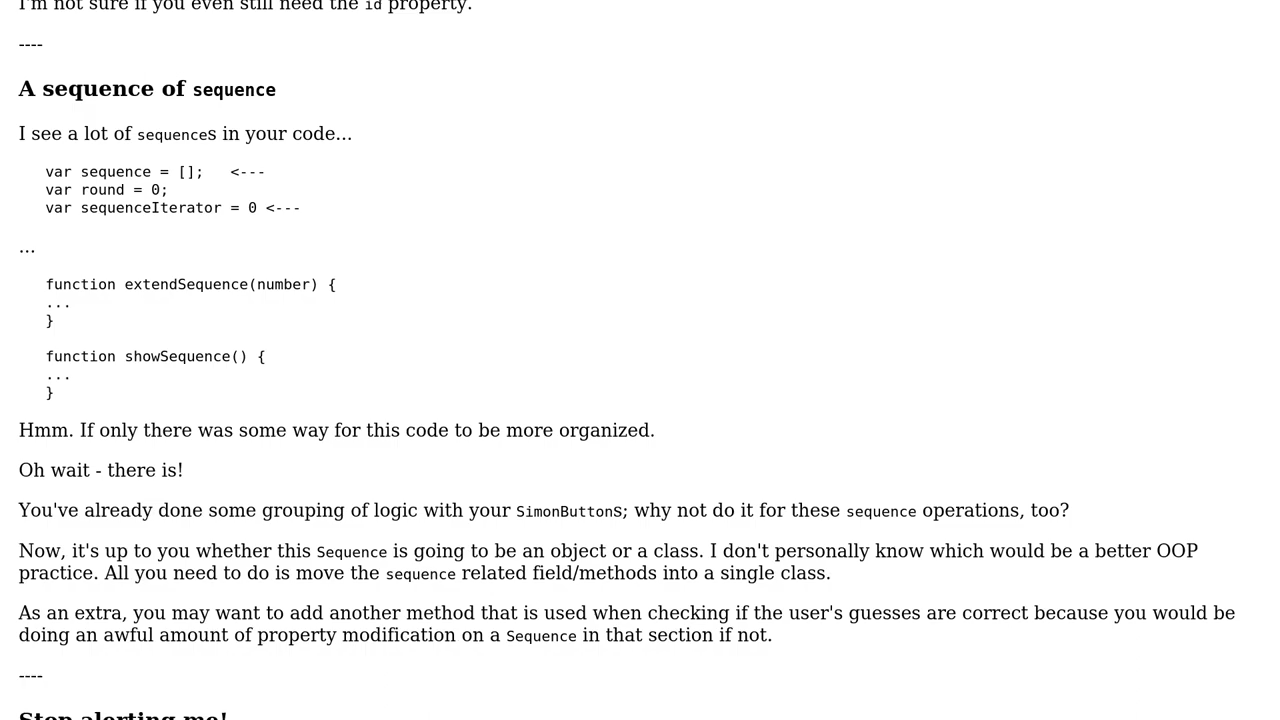 I'm not sure if you even still need the id property.
----
A sequence of sequence
I see a lot of sequences in your code...
var sequence = [];   <---
var round = 0;
var sequenceIterator = 0 <---
...
function extendSequence(number) {
...
}
function showSequence() {
...
}
Hmm. If only there was some way for this code to be more organized.
Oh wait - there is!
You've already done some grouping of logic with your SimonButtons; why not do it for these sequence operations, too?
Now, it's up to you whether this Sequence is going to be an object or a class. I don't personally know which would be a better OOP
practice. All you need to do is move the sequence related field/methods into a single class.
As an extra, you may want to add another method that is used when checking if the user's guesses are correct because you would be
doing an awful amount of property modification on a Sequence in that section if not.
----
Stop alerting me!